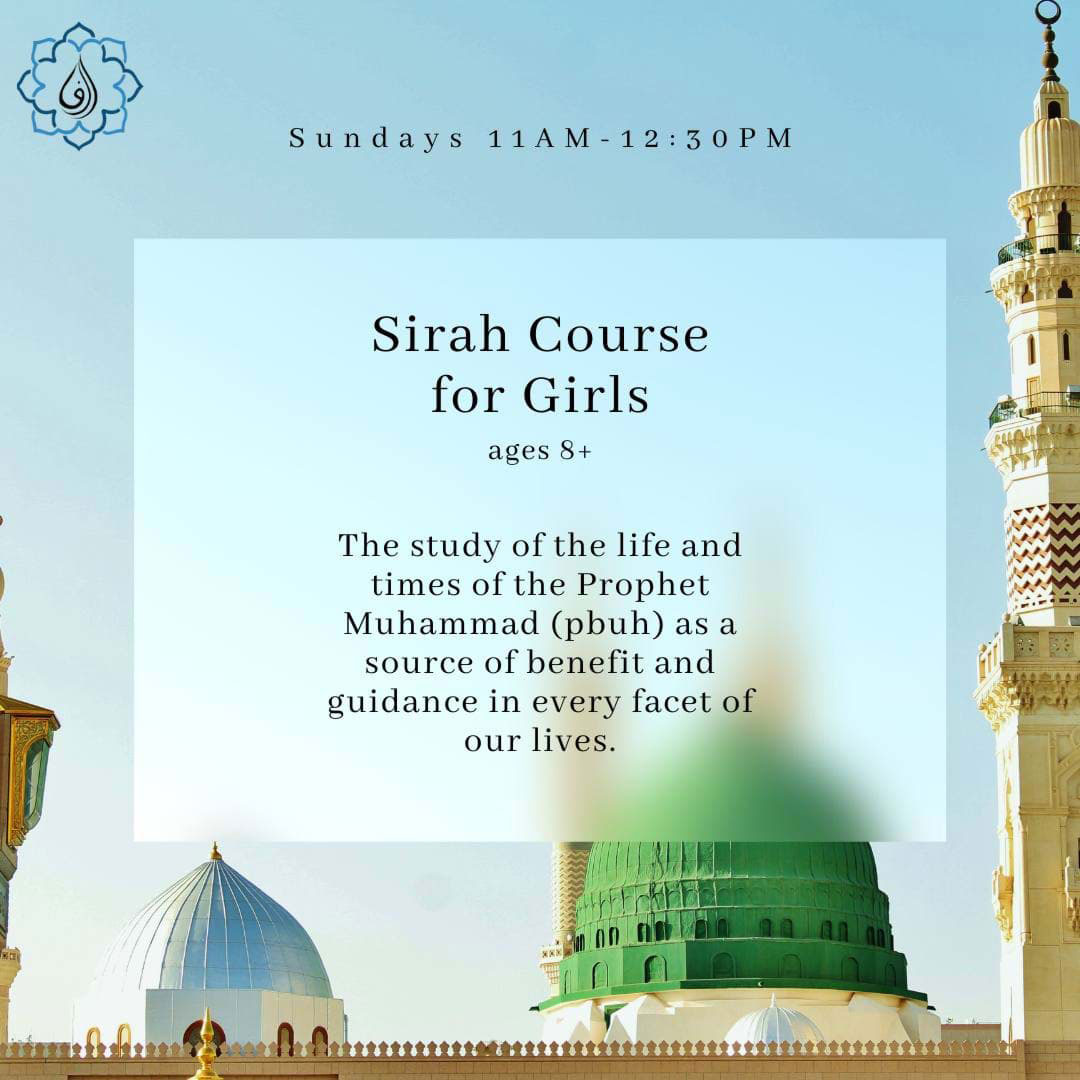 Sundays 11AM-12:30PM
Sirah Course
for Girls
ages 8+
The study of the life and
times of the Prophet
Muhammad (pbuh) as a
source of benefit and
guidance in every facet of
our lives.